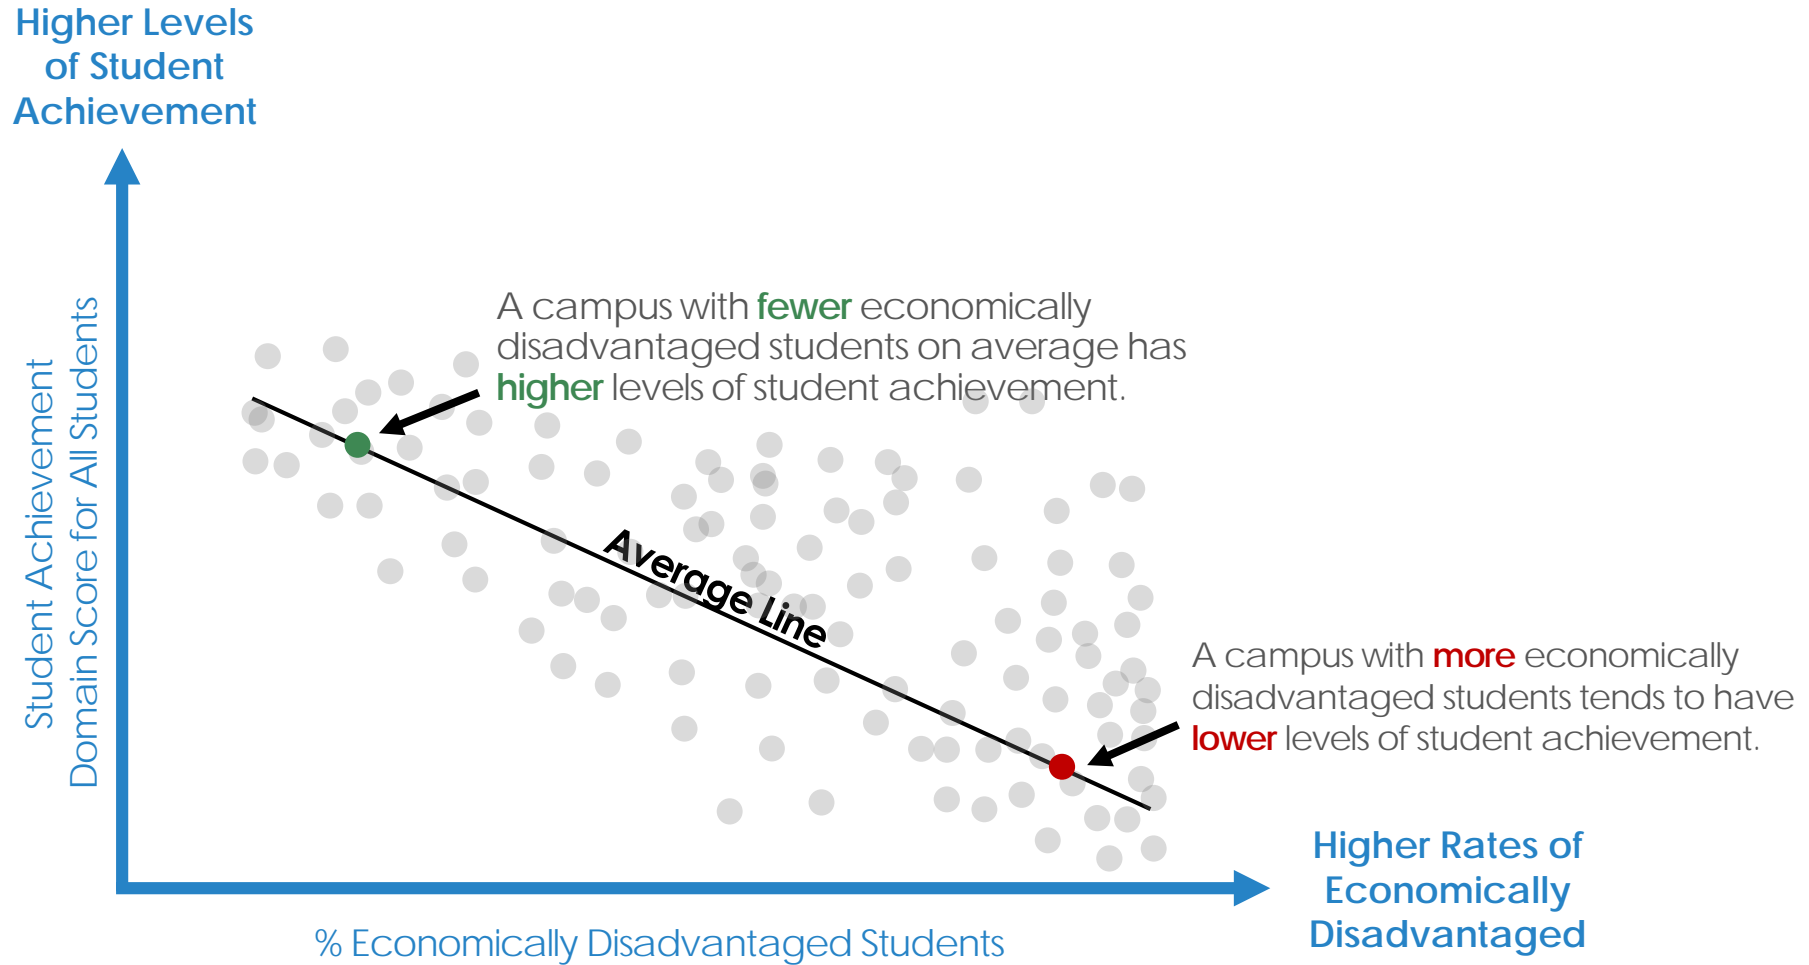 Higher Levels
of Student
Achievement
Student Achievement
Domain Score for All Students
A campus with fewer economically
disadvantaged students on average has
higher levels of student achievement.
Average Line
A campus with more economically
disadvantaged students tends to have
lower levels of student achievement.
Higher Rates of
Economically
Disadvantaged
% Economically Disadvantaged Students